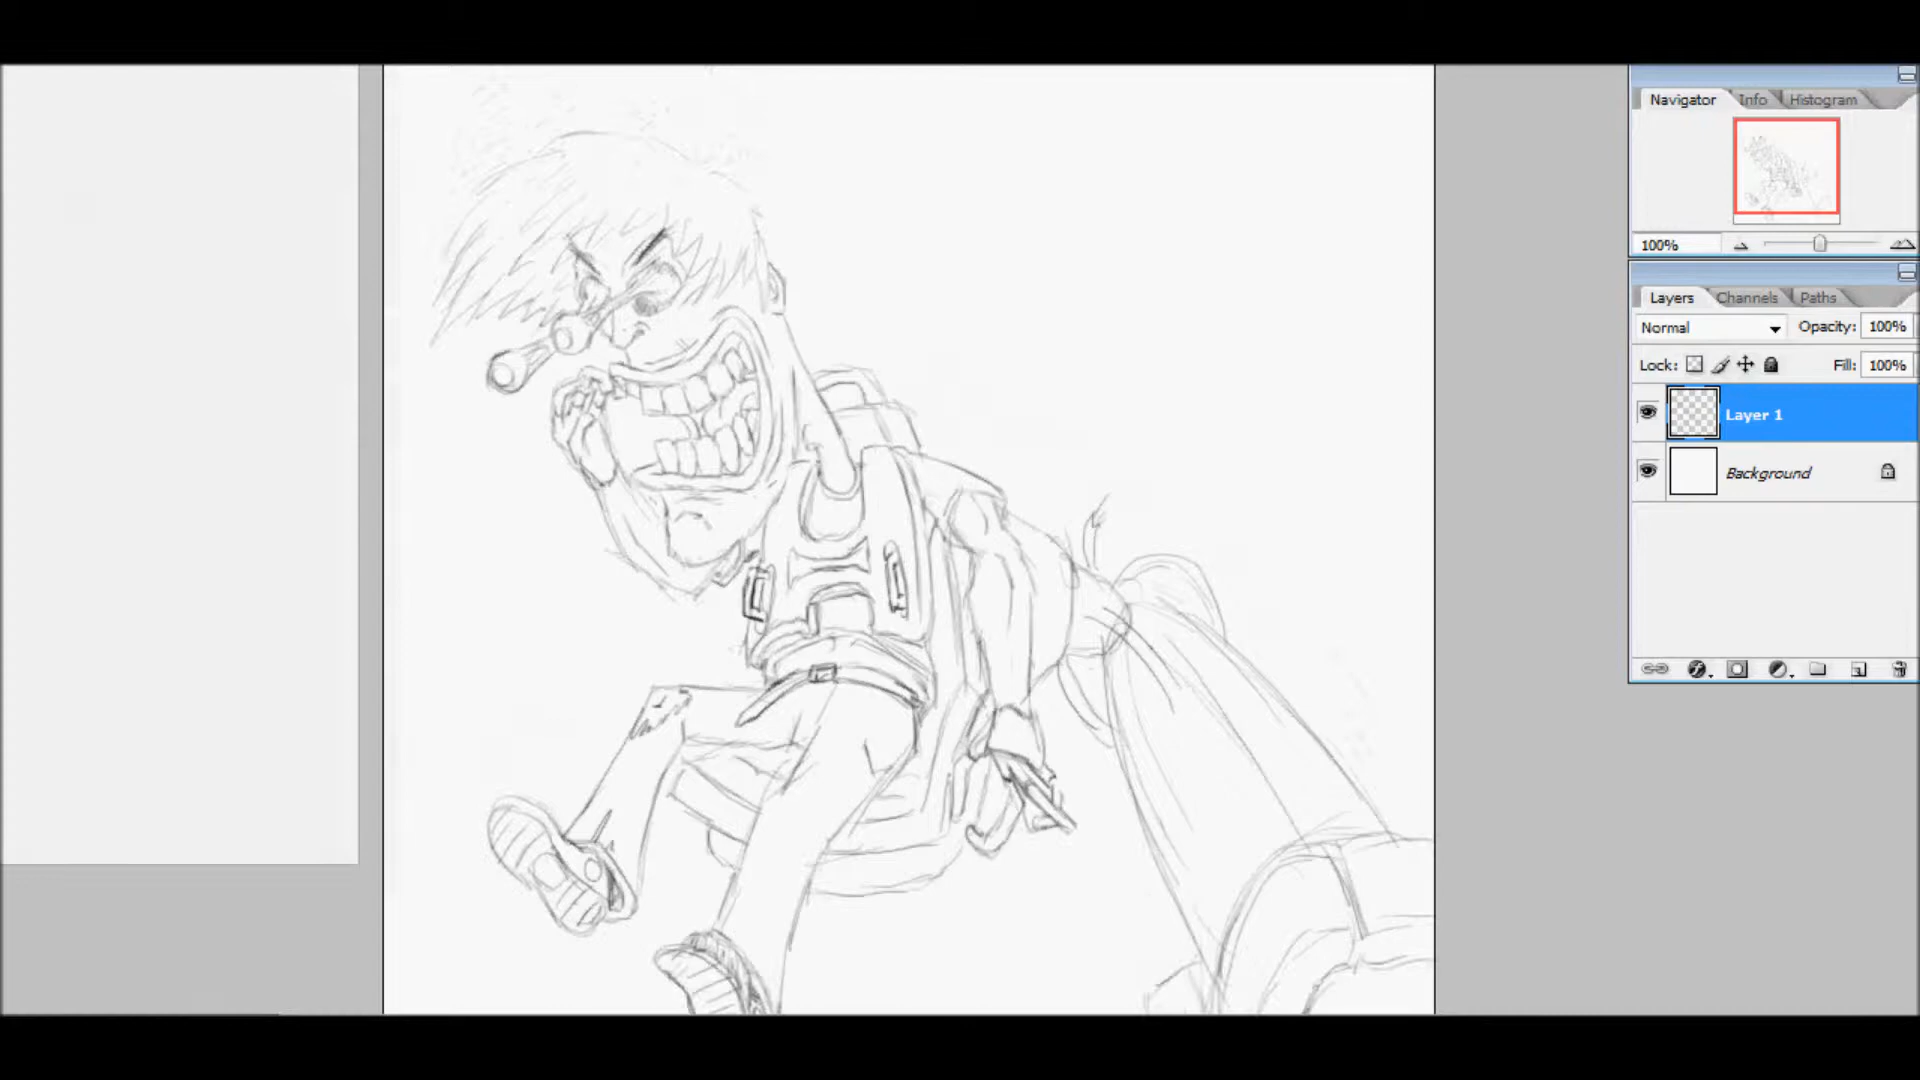 Navigator Info Histogram
100%
Layers Channels Paths
Normal Opacity: 100%
Lock: Fill: 100%
Layer 1
Background